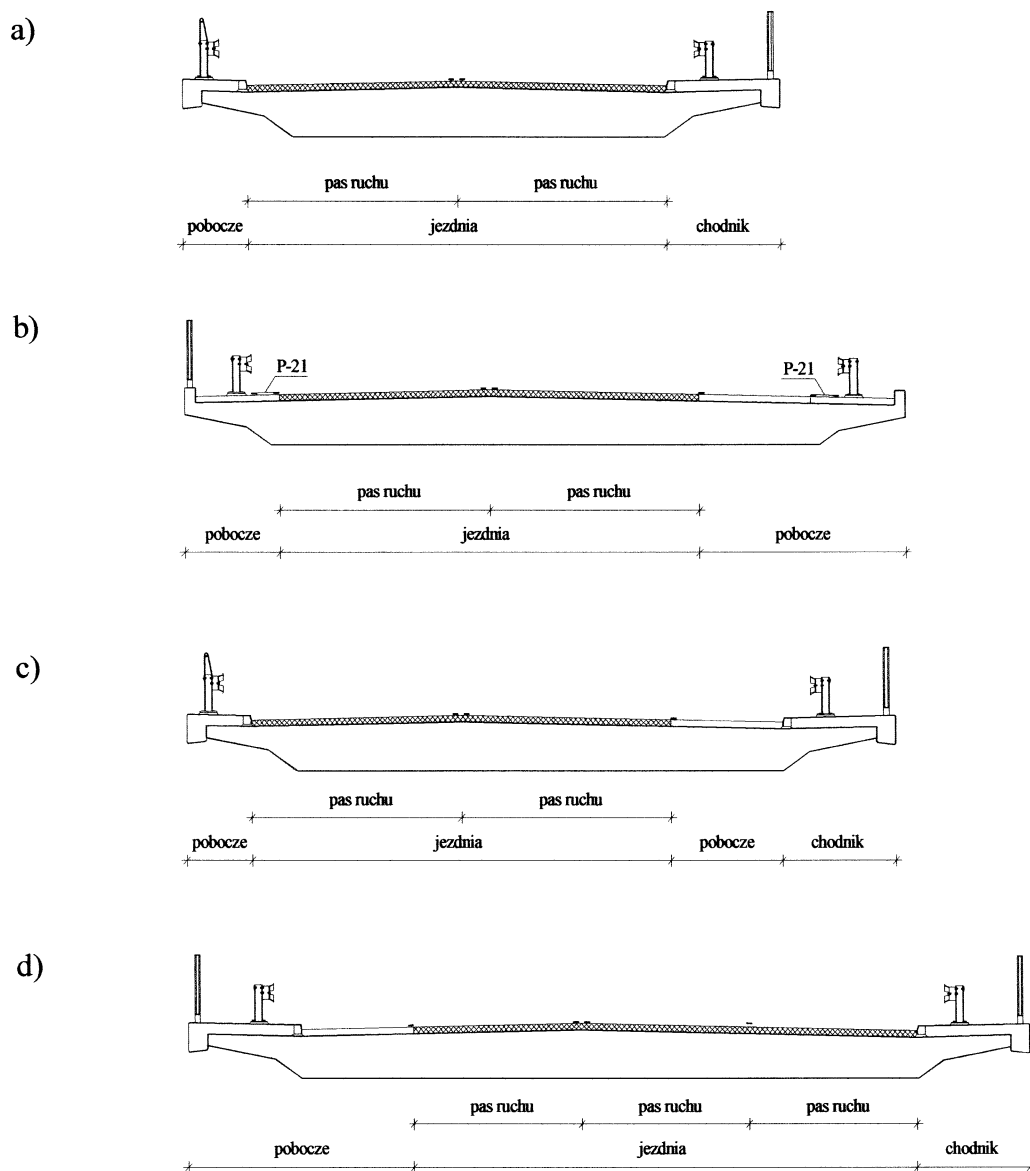 a)
pas ruchu pas ruchu
pobocze jezdnia chodnik
b)
P-21 P-21
pas ruchu pas ruchu
pobocze jezdnia pobocze
c)
pas ruchu pas ruchu
pobocze jezdnia pobocze chodnik
d)
pas ruchu pas ruchu pas ruchu
pobocze jezdnia chodnik